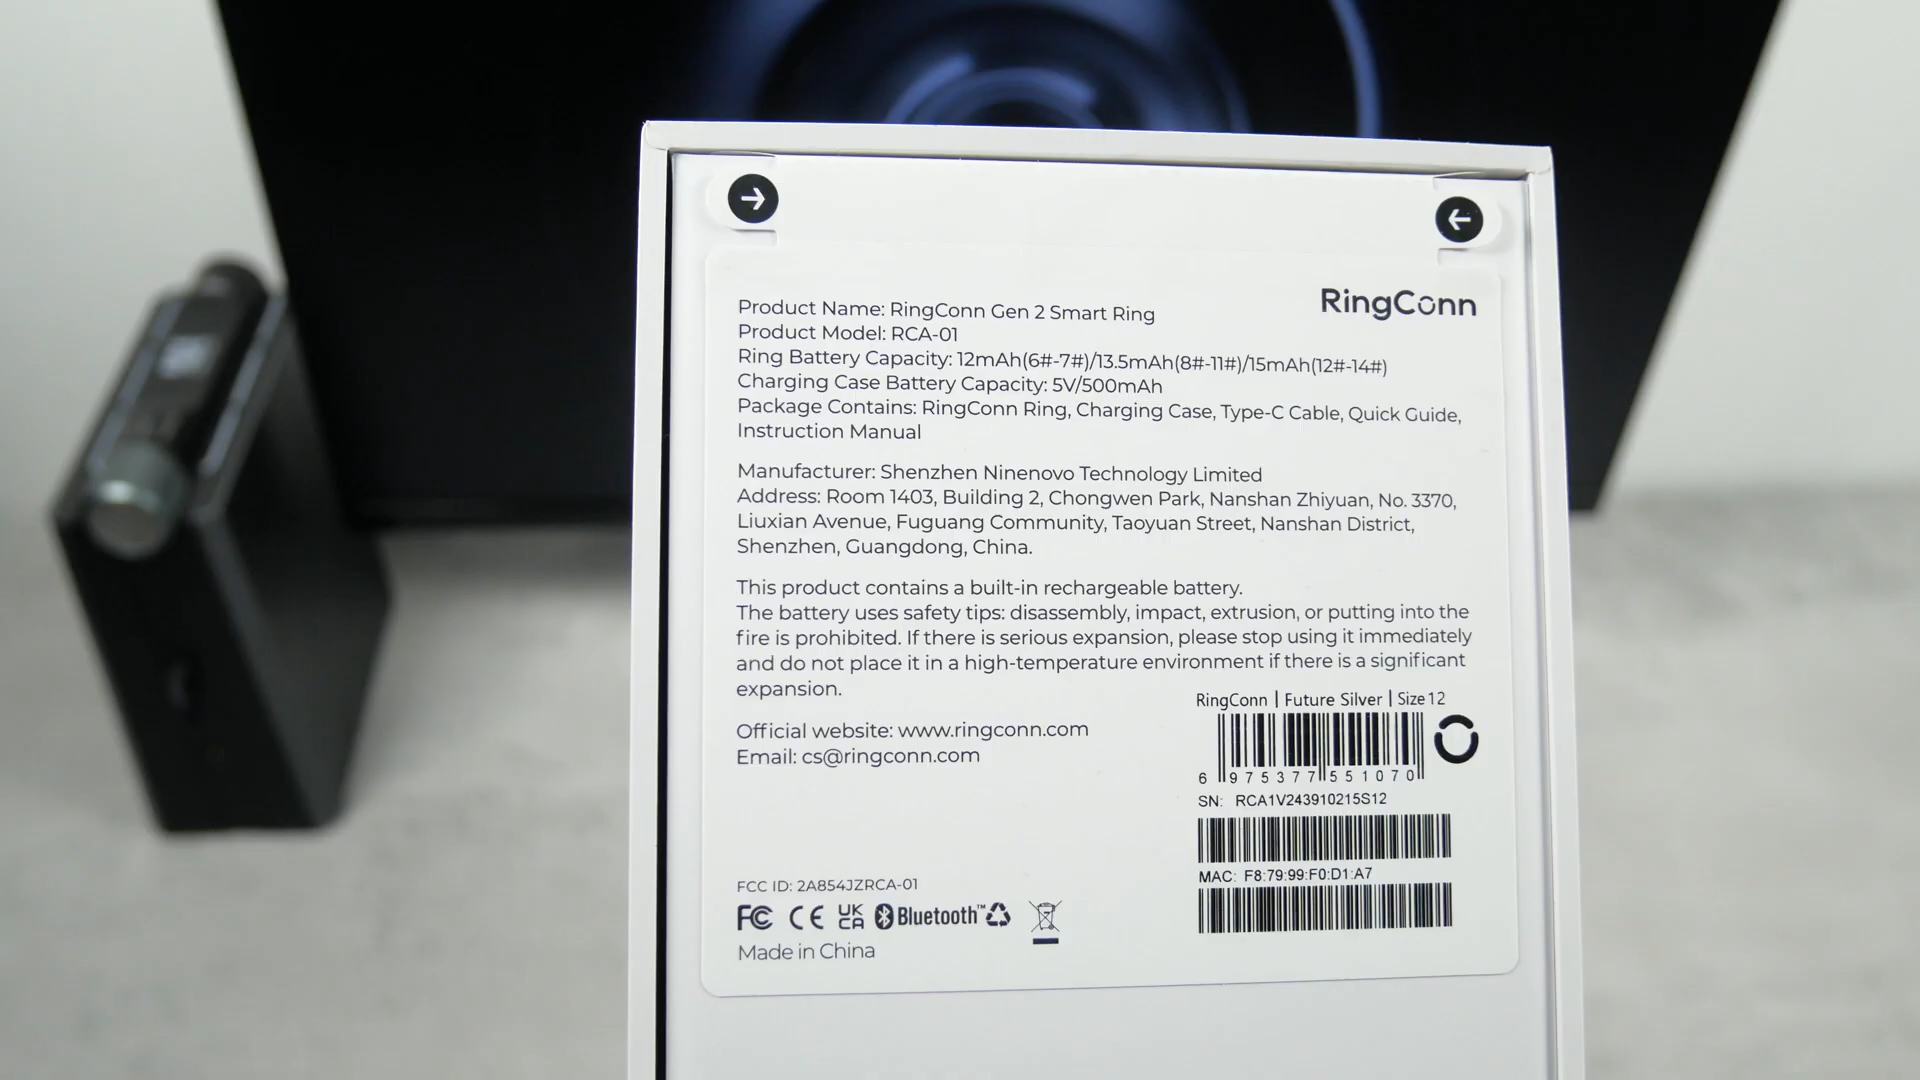 RingConn
Product Name: RingConn Gen 2 Smart Ring
Product Model: RCA-01
Ring Battery Capacity: 12mAh(6#-7#)/13.5mAh(8#-11#)/15mAh(12#-14#)
Charging Case Battery Capacity: 5V/500mAh
Package Contains: RingConn Ring, Charging Case, Type-C Cable, Quick Guide,
Instruction Manual
Manufacturer: Shenzhen Ninenovo Technology Limited
Address: Room 1403, Building 2, Chongwen Park, Nanshan Zhiyuan, No. 3370,
Liuxian Avenue, Fuguang Community, Taoyuan Street, Nanshan District,
Shenzhen, Guangdong, China.
This product contains a built-in rechargeable battery.
The battery uses safety tips: disassembly, impact, extrusion, or putting into the
fire is prohibited. If there is serious expansion, please stop using it immediately
and do not place it in a high-temperature environment if there is a significant
expansion.
Official website: www.ringconn.com
Email: cs@ringconn.com
RingConn | Future Silver | Size 12
6 975377 551070
SN: RCA1V243910215S12
MAC: F8:79:99:F0:D1:A7
FCC ID: 2A854JZRCA-01
FC CE UK CA Bluetooth™
Made in China